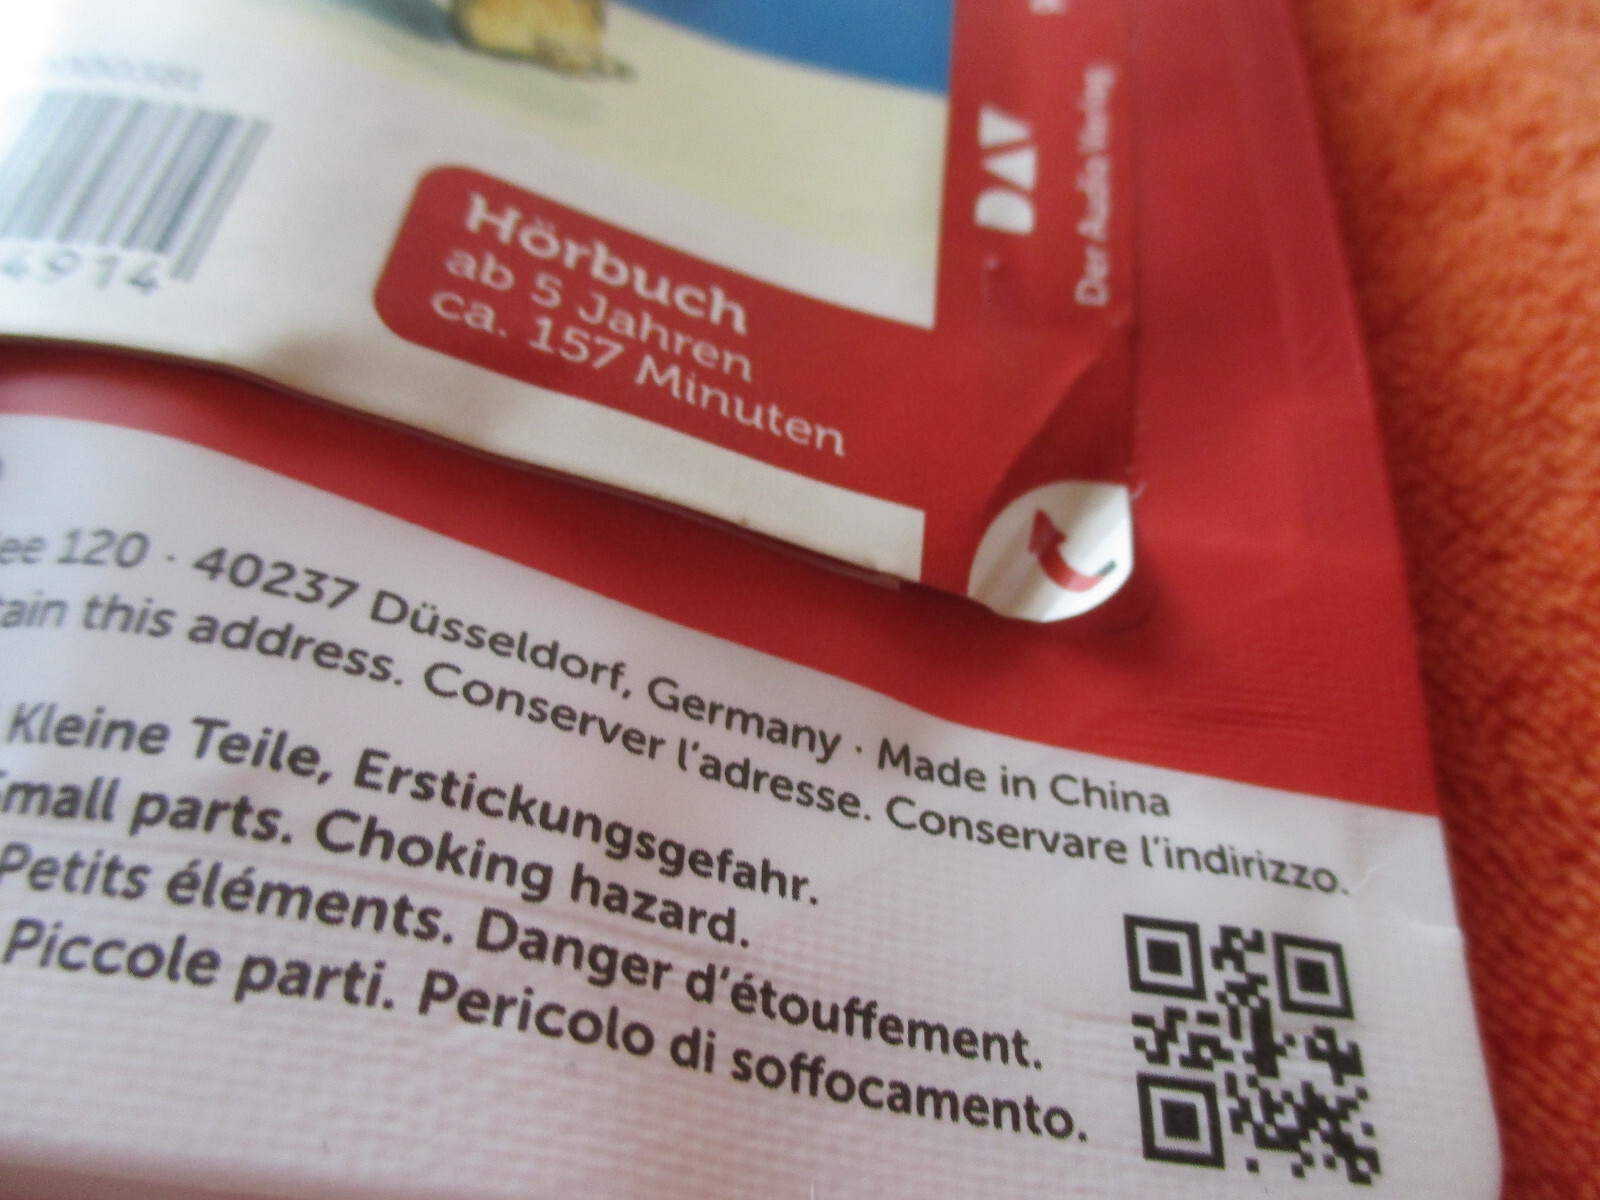 4914
Hörbuch
ab 5 Jahren
ca. 157 Minuten
DAV
Der Audio Verlag
ee 120 · 40237 Düsseldorf, Germany · Made in China
tain this address. Conserver l'adresse. Conservare l'indirizzo.
Kleine Teile, Erstickungsgefahr.
Small parts. Choking hazard.
Petits éléments. Danger d'étouffement.
Piccole parti. Pericolo di soffocamento.